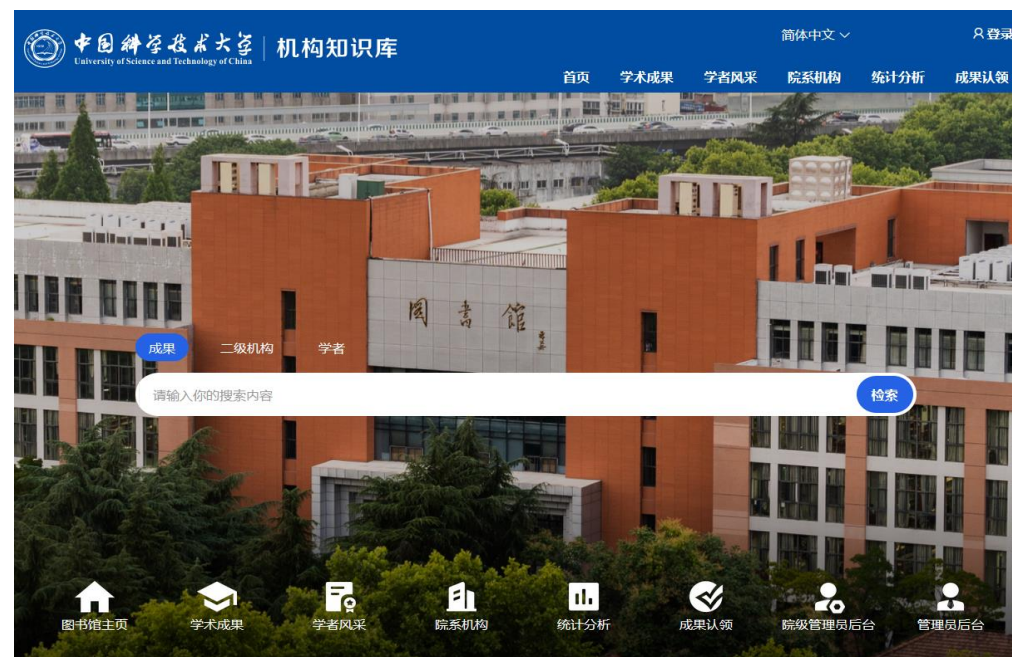 中国科学技术大学
机构知识库
University of Science and Technology of China
简体中文
登录
首页 学术成果 学者风采 院系机构 统计分析 成果认领
图书馆
成果 二级机构 学者
请输入你的搜索内容
检索
图书馆主页 学术成果 学者风采 院系机构 统计分析 成果认领 院级管理员后台 管理员后台